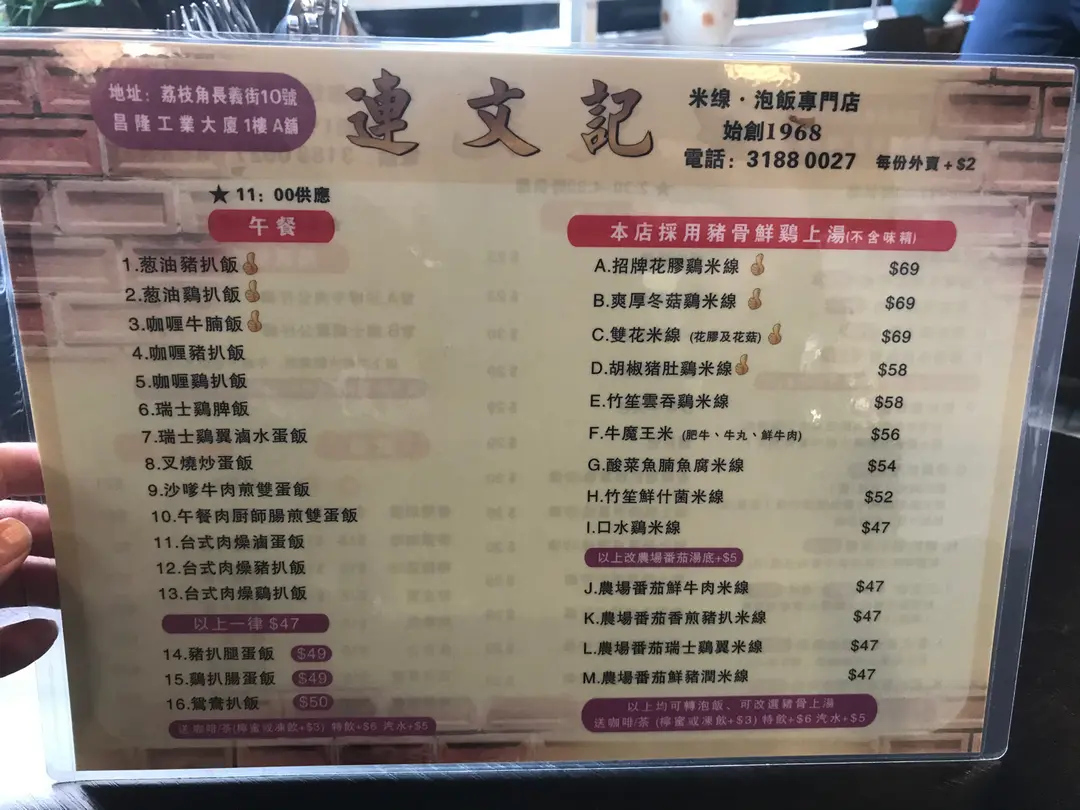 地址：荔枝角長義街10號
昌隆工業大廈1樓A舖
連文記
米線·泡飯專門店
始創1968
電話：3188 0027 每份外賣+$2
★ 11：00供應
午餐
1.葱油豬扒飯
2.葱油鷄扒飯
3.咖喱牛腩飯
4.咖喱豬扒飯
5.咖喱鷄扒飯
6.瑞士鷄髀飯
7.瑞士鷄翼滷水蛋飯
8.叉燒炒蛋飯
9.沙嗲牛肉煎雙蛋飯
10.午餐肉厨師腸煎雙蛋飯
11.台式肉燥滷蛋飯
12.台式肉燥豬扒飯
13.台式肉燥鷄扒飯
以上一律 $47
14.豬扒腿蛋飯 $49
15.鷄扒腸蛋飯 $49
16.鴛鴦扒飯 $50
送咖啡/茶(檸蜜或凍飲+$3) 特飲+$6 汽水+$5
本店採用豬骨鮮鷄上湯(不含味精)
A.招牌花膠鷄米線 $69
B.爽厚冬菇鷄米線 $69
C.雙花米線 (花膠及花菇) $69
D.胡椒猪肚鷄米線 $58
E.竹笙雲吞鷄米線 $58
F.牛魔王米 (肥牛、牛丸、鮮牛肉) $56
G.酸菜魚腩魚腐米線 $54
H.竹笙鮮什菌米線 $52
I.口水鷄米線 $47
以上改農場番茄湯底+$5
J.農場番茄鮮牛肉米線 $47
K.農場番茄香煎豬扒米線 $47
L.農場番茄瑞士鷄翼米線 $47
M.農場番茄鮮豬潤米線 $47
以上均可轉泡飯、可改選豬骨上湯
送咖啡/茶 (檸蜜或凍飲+$3) 特飲+$6 汽水+$5